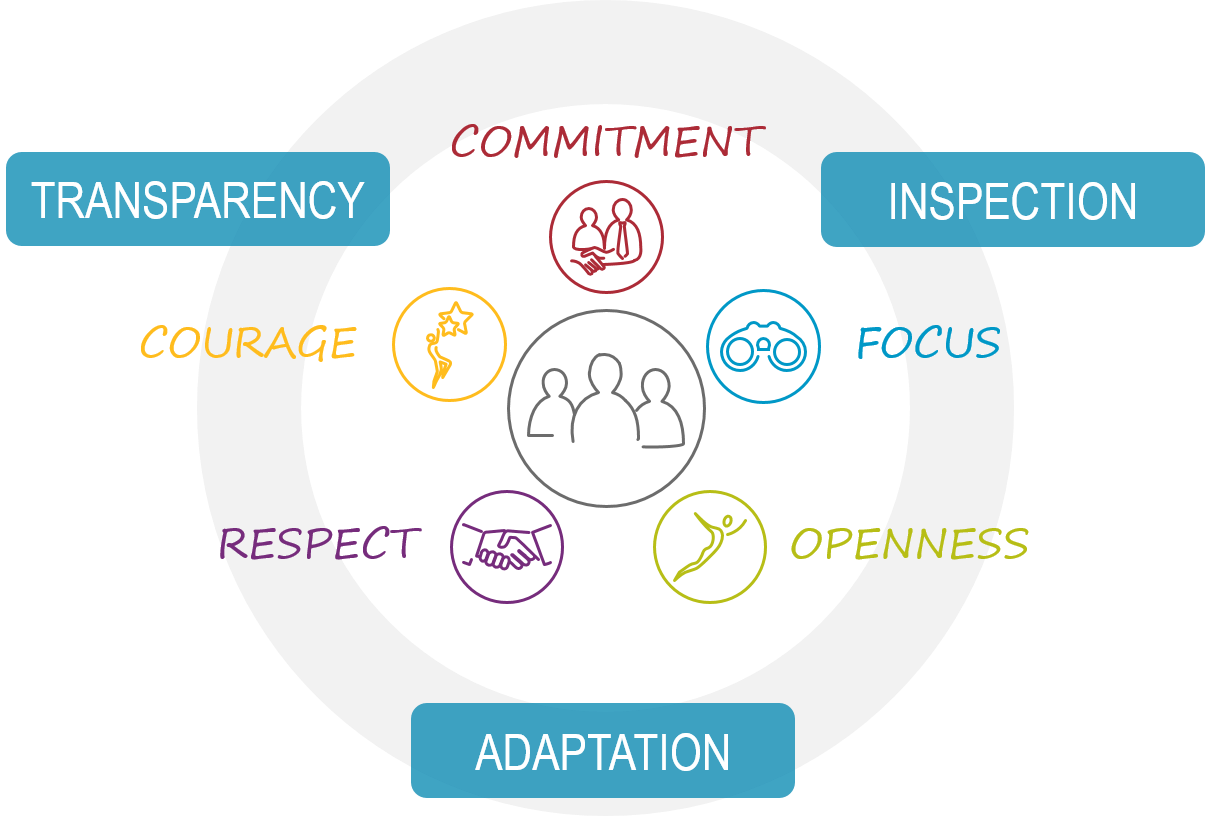 COMMITMENT
TRANSPARENCY
INSPECTION
COURAGE
FOCUS
RESPECT
OPENNESS
ADAPTATION